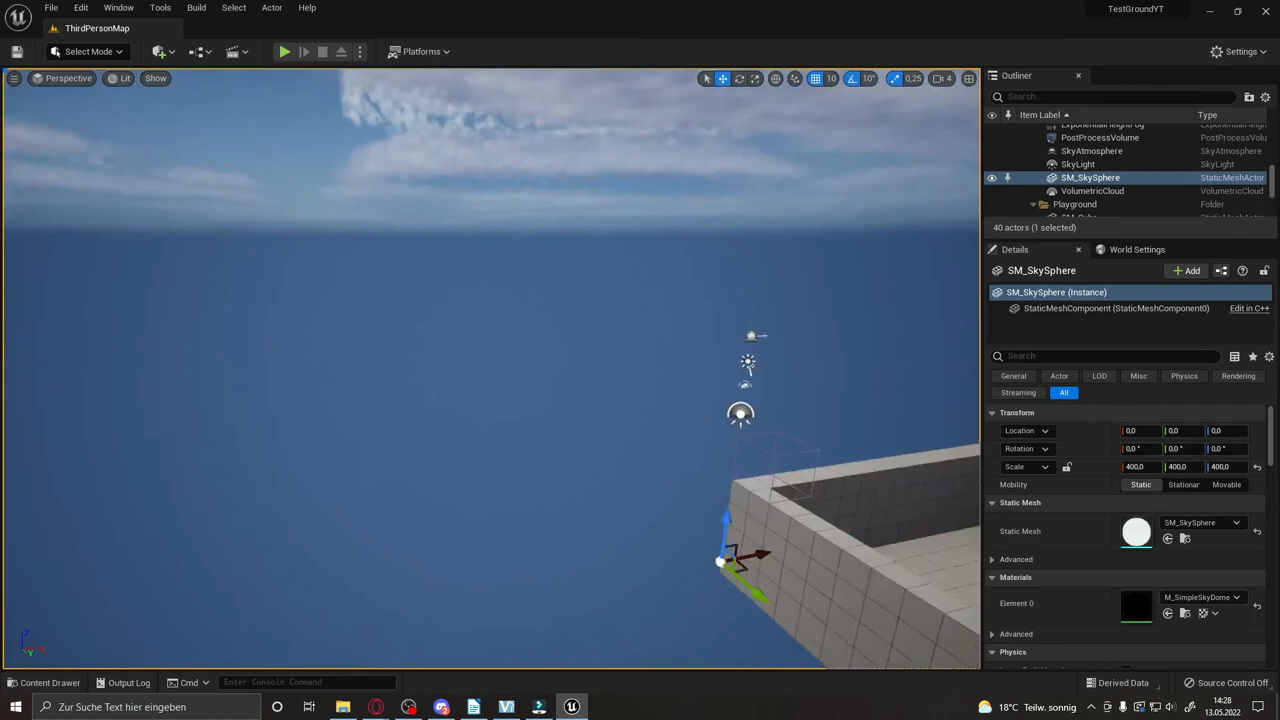 File Edit Window Tools Build Select Actor Help TestGroundYT
ThirdPersonMap
Select Mode Platforms Settings
Perspective Lit Show 10 10° 0,25 4
Outliner
Search...
Item Label Type
ExponentialHeightFog ExponentialHeigh
PostProcessVolume PostProcessVolu
SkyAtmosphere SkyAtmosphere
SkyLight SkyLight
SM_SkySphere StaticMeshActor
VolumetricCloud VolumetricCloud
Playground Folder
40 actors (1 selected)
Details World Settings
SM_SkySphere Add
SM_SkySphere (Instance)
StaticMeshComponent (StaticMeshComponent0) Edit in C++
Search
General Actor LOD Misc Physics Rendering
Streaming All
Transform
Location 0,0 0,0 0,0
Rotation 0,0 ° 0,0 ° 0,0 °
Scale 400,0 400,0 400,0
Mobility Static Stationar Movable
Static Mesh
Static Mesh SM_SkySphere
Advanced
Materials
Element 0 M_SimpleSkyDome
Advanced
Physics
Z
X
Y
Content Drawer Output Log Cmd Enter Console Command Derived Data Source Control Off
Zur Suche Text hier eingeben 18°C Teilw. sonnig 14:28
13.05.2022